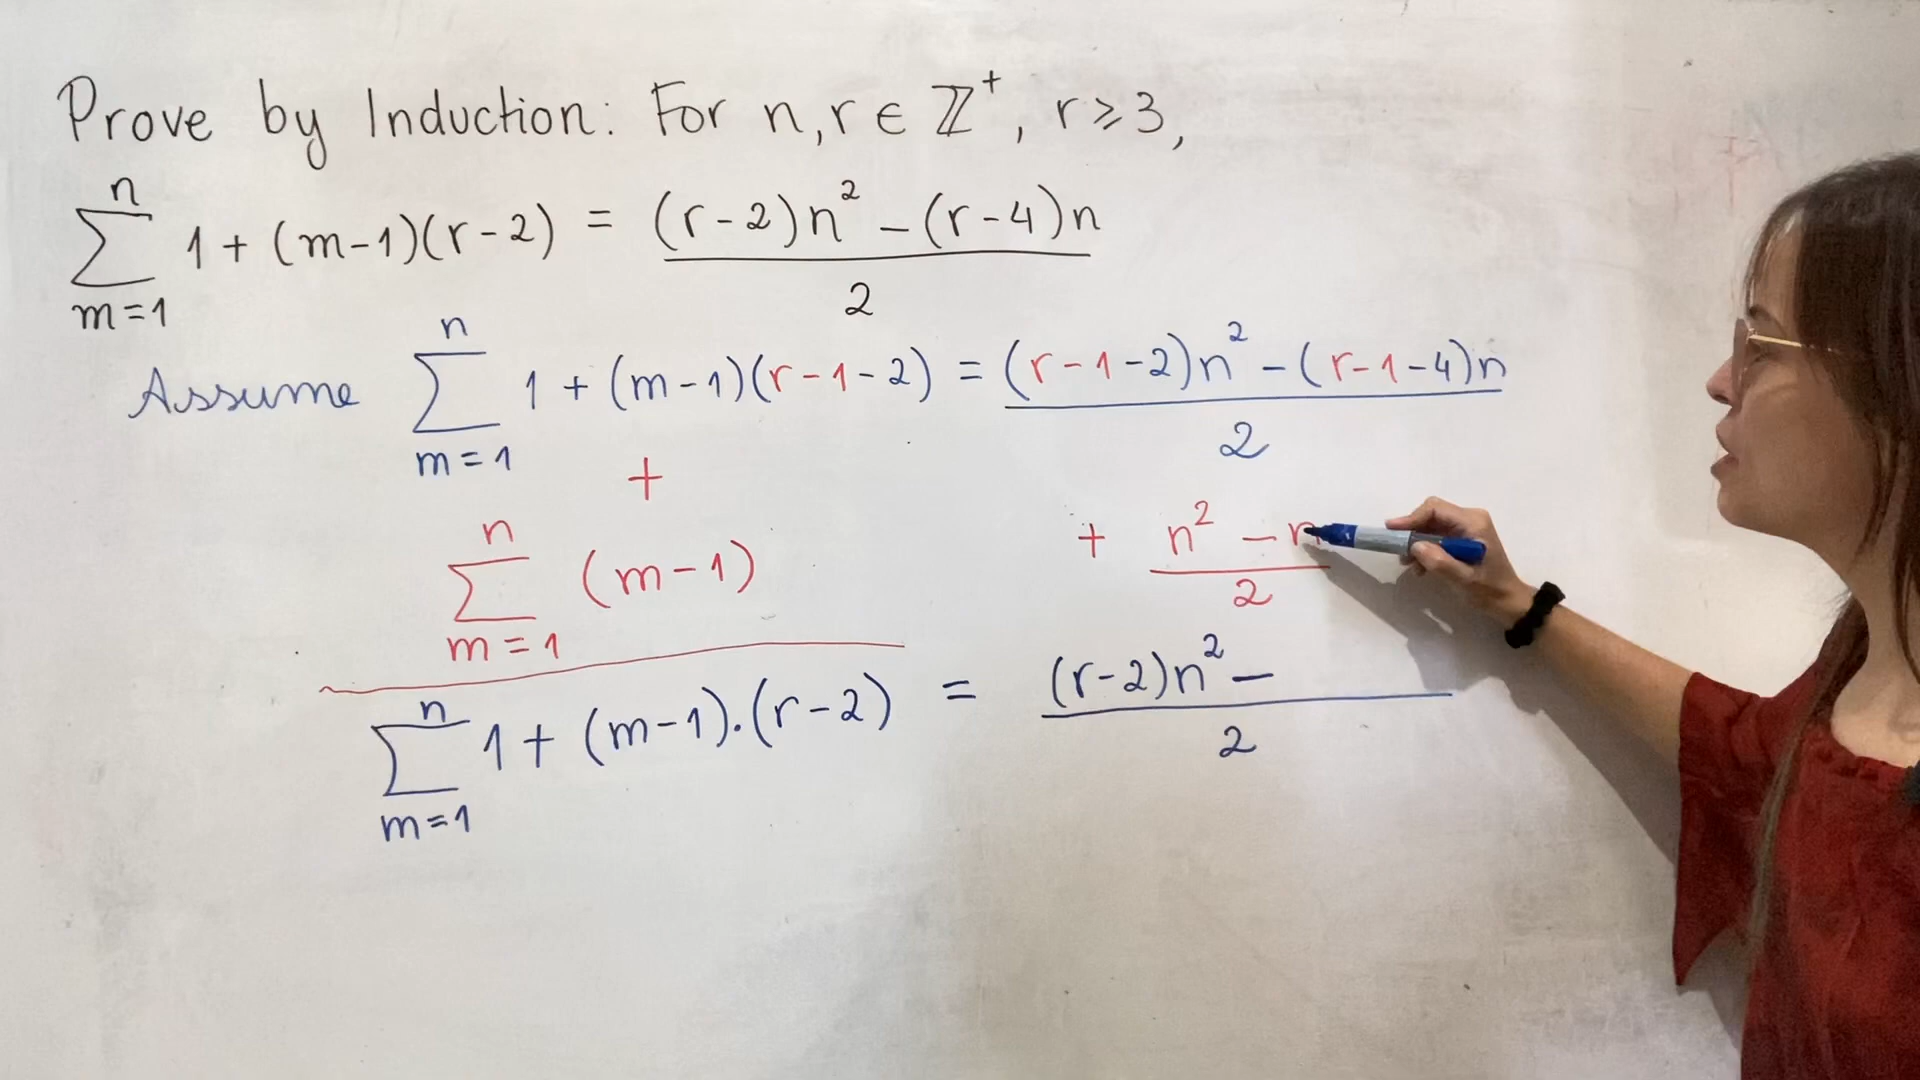 Prove by Induction: For n, r ∈ ℤ⁺, r ≥ 3,
n
∑ 1 + (m-1)(r-2) = (r-2)n² - (r-4)n
m=1 2
n
Assume ∑ 1 + (m-1)(r-1-2) = (r-1-2)n² - (r-1-4)n
m=1 2
+
n
∑ (m-1) + n² - n
m=1 2
n
∑ 1 + (m-1).(r-2) = (r-2)n² -
m=1 2